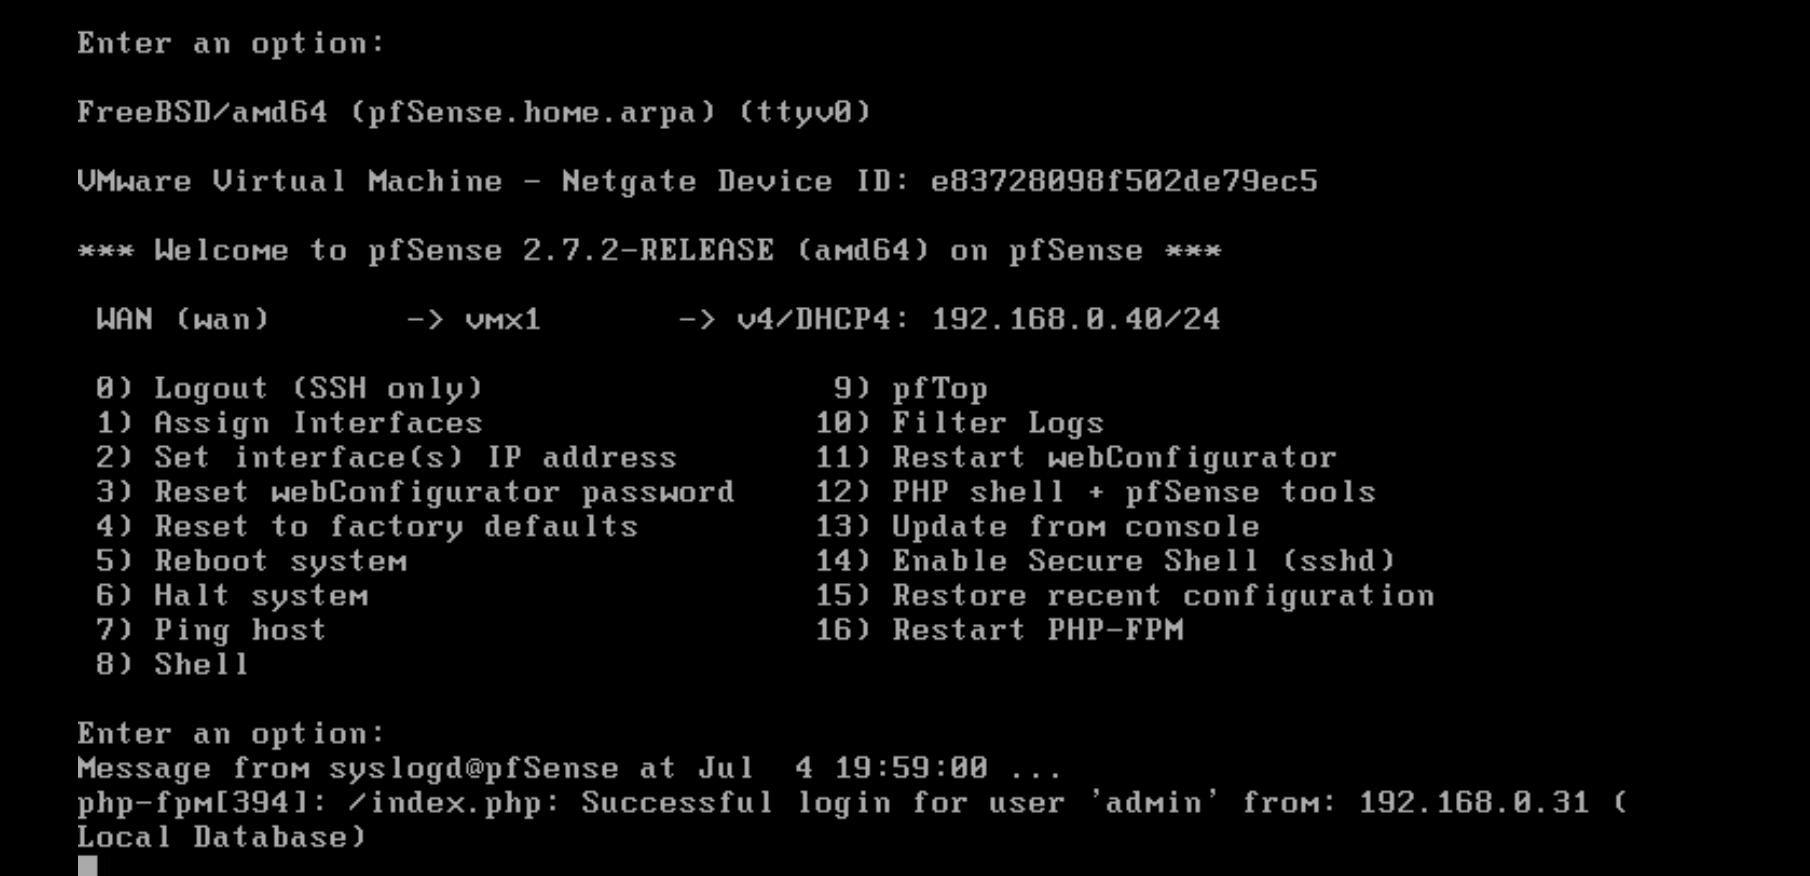 Enter an option:
FreeBSD/amd64 (pfSense.home.arpa) (ttyv0)
VMware Virtual Machine - Netgate Device ID: e83728098f502de79ec5
*** Welcome to pfSense 2.7.2-RELEASE (amd64) on pfSense ***
WAN (wan)       -> vmx1       -> v4/DHCP4: 192.168.0.40/24
0) Logout (SSH only)                  9) pfTop
1) Assign Interfaces                 10) Filter Logs
2) Set interface(s) IP address       11) Restart webConfigurator
3) Reset webConfigurator password    12) PHP shell + pfSense tools
4) Reset to factory defaults         13) Update from console
5) Reboot system                     14) Enable Secure Shell (sshd)
6) Halt system                       15) Restore recent configuration
7) Ping host                         16) Restart PHP-FPM
8) Shell
Enter an option:
Message from syslogd@pfSense at Jul  4 19:59:00 ...
php-fpm[394]: /index.php: Successful login for user 'admin' from: 192.168.0.31 (
Local Database)